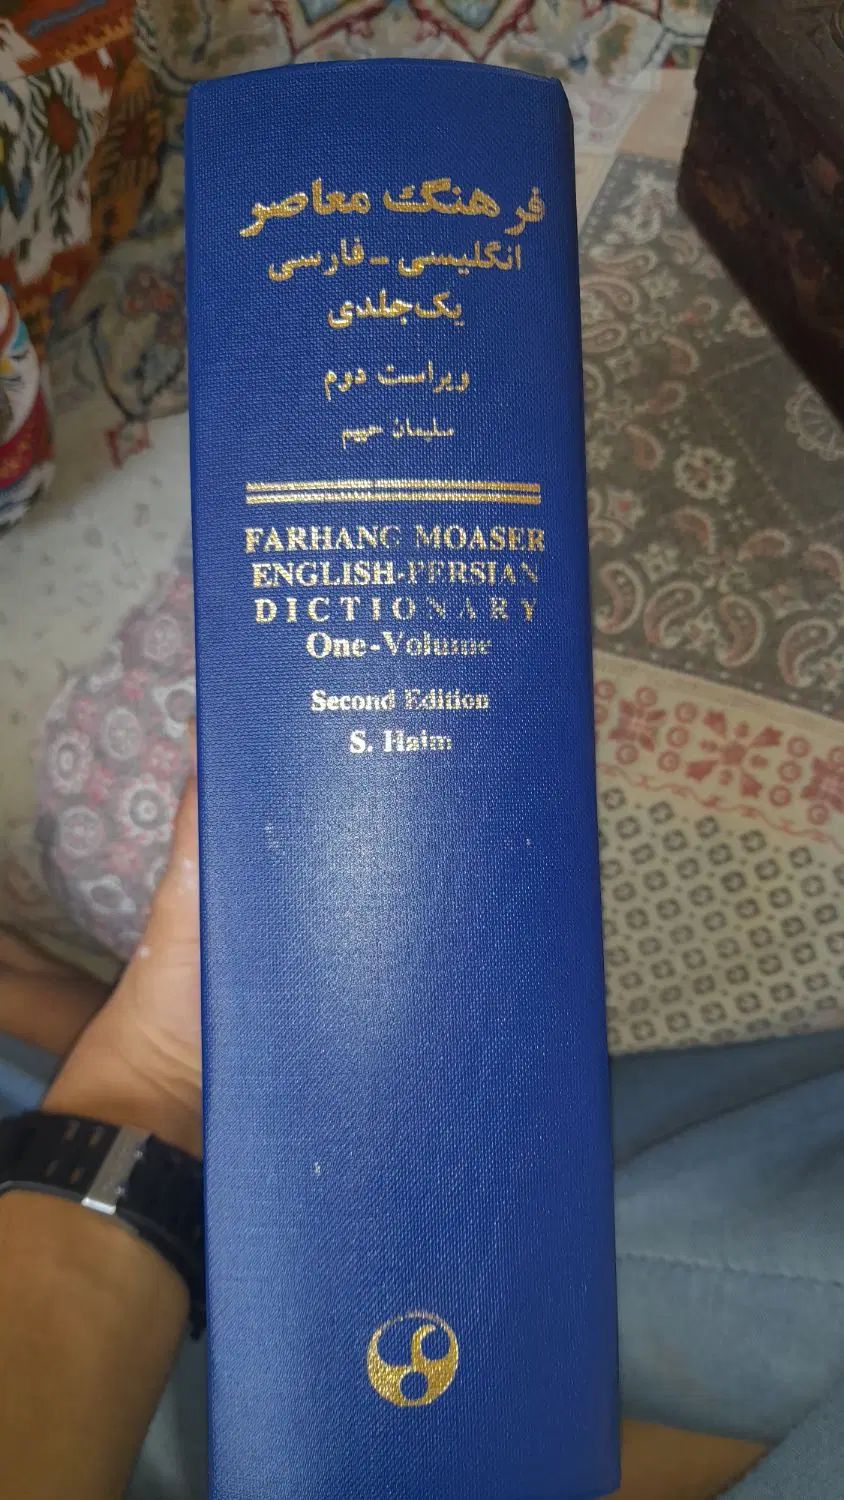 فرهنگ معاصر
انگلیسی - فارسی
یک‌جلدی
ویراست دوم
سلیمان حییم
FARHANG MOASER
ENGLISH-PERSIAN
DICTIONARY
One-Volume
Second Edition
S. Haim